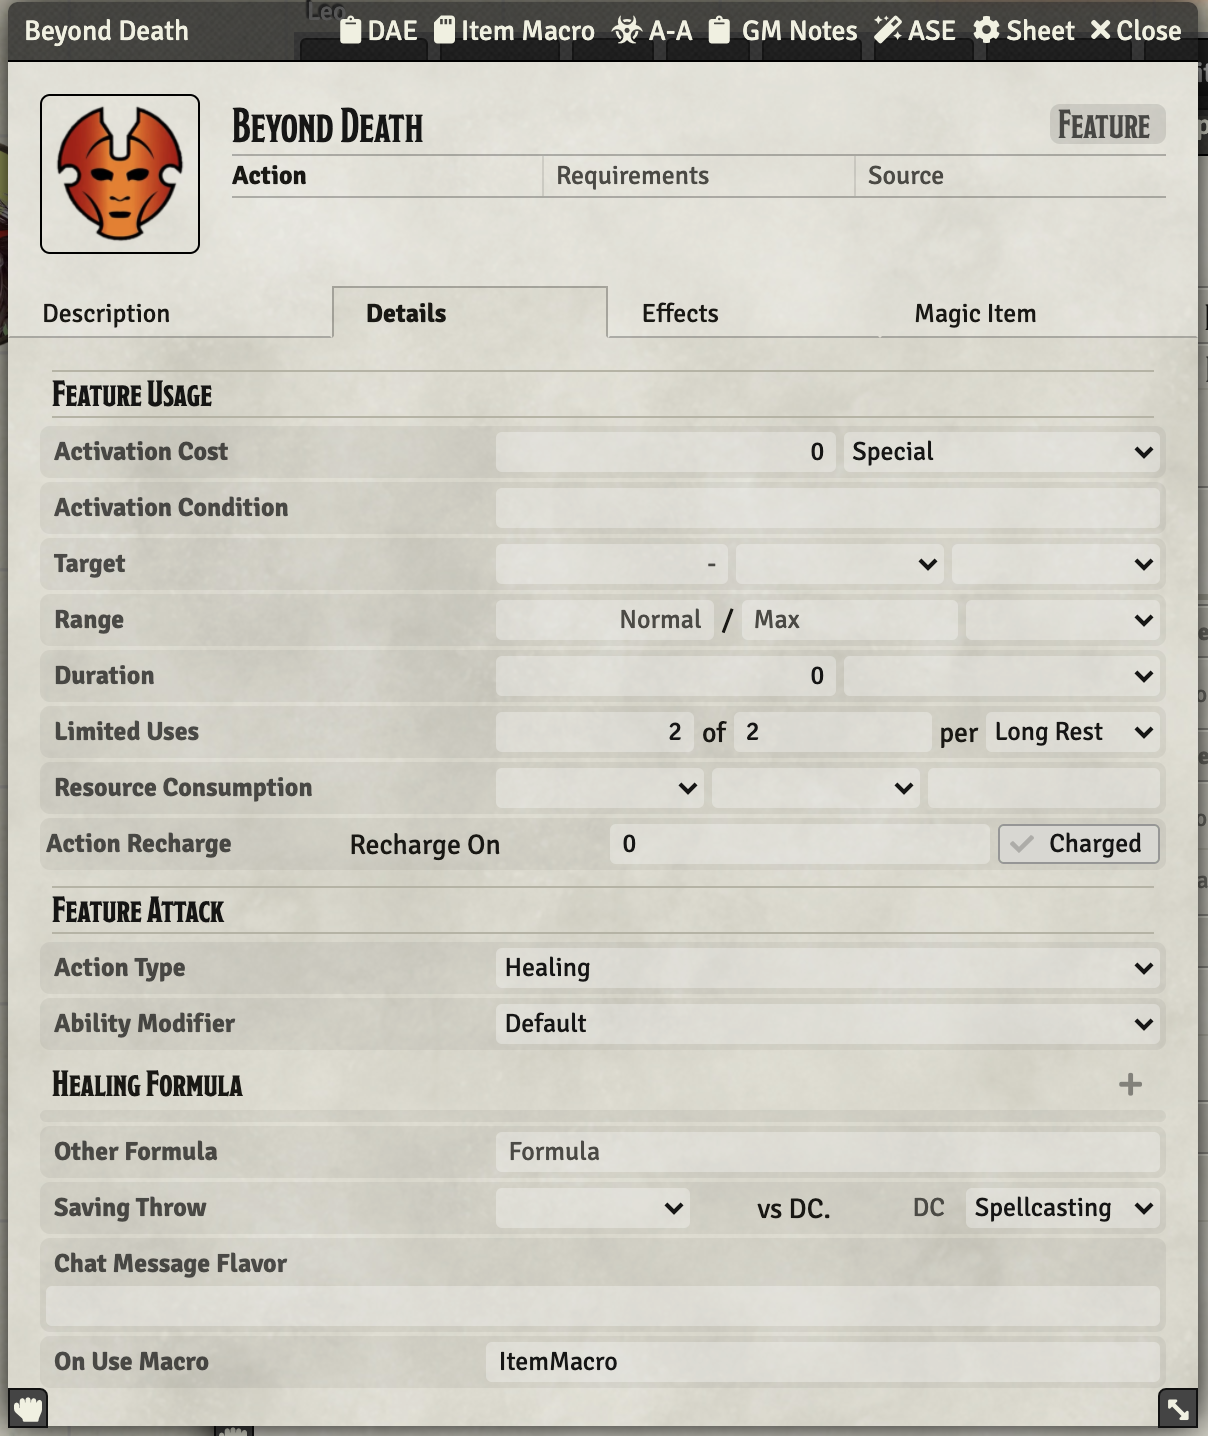 Leo
Beyond Death DAE Item Macro A-A GM Notes ASE Sheet Close
Beyond Death Feature
Action Requirements Source
Description Details Effects Magic Item
Feature Usage
Activation Cost 0 Special
Activation Condition
Target -
Range Normal / Max
Duration 0
Limited Uses 2 of 2 per Long Rest
Resource Consumption
Action Recharge Recharge On 0 Charged
Feature Attack
Action Type Healing
Ability Modifier Default
Healing Formula +
Other Formula Formula
Saving Throw vs DC. DC Spellcasting
Chat Message Flavor
On Use Macro ItemMacro